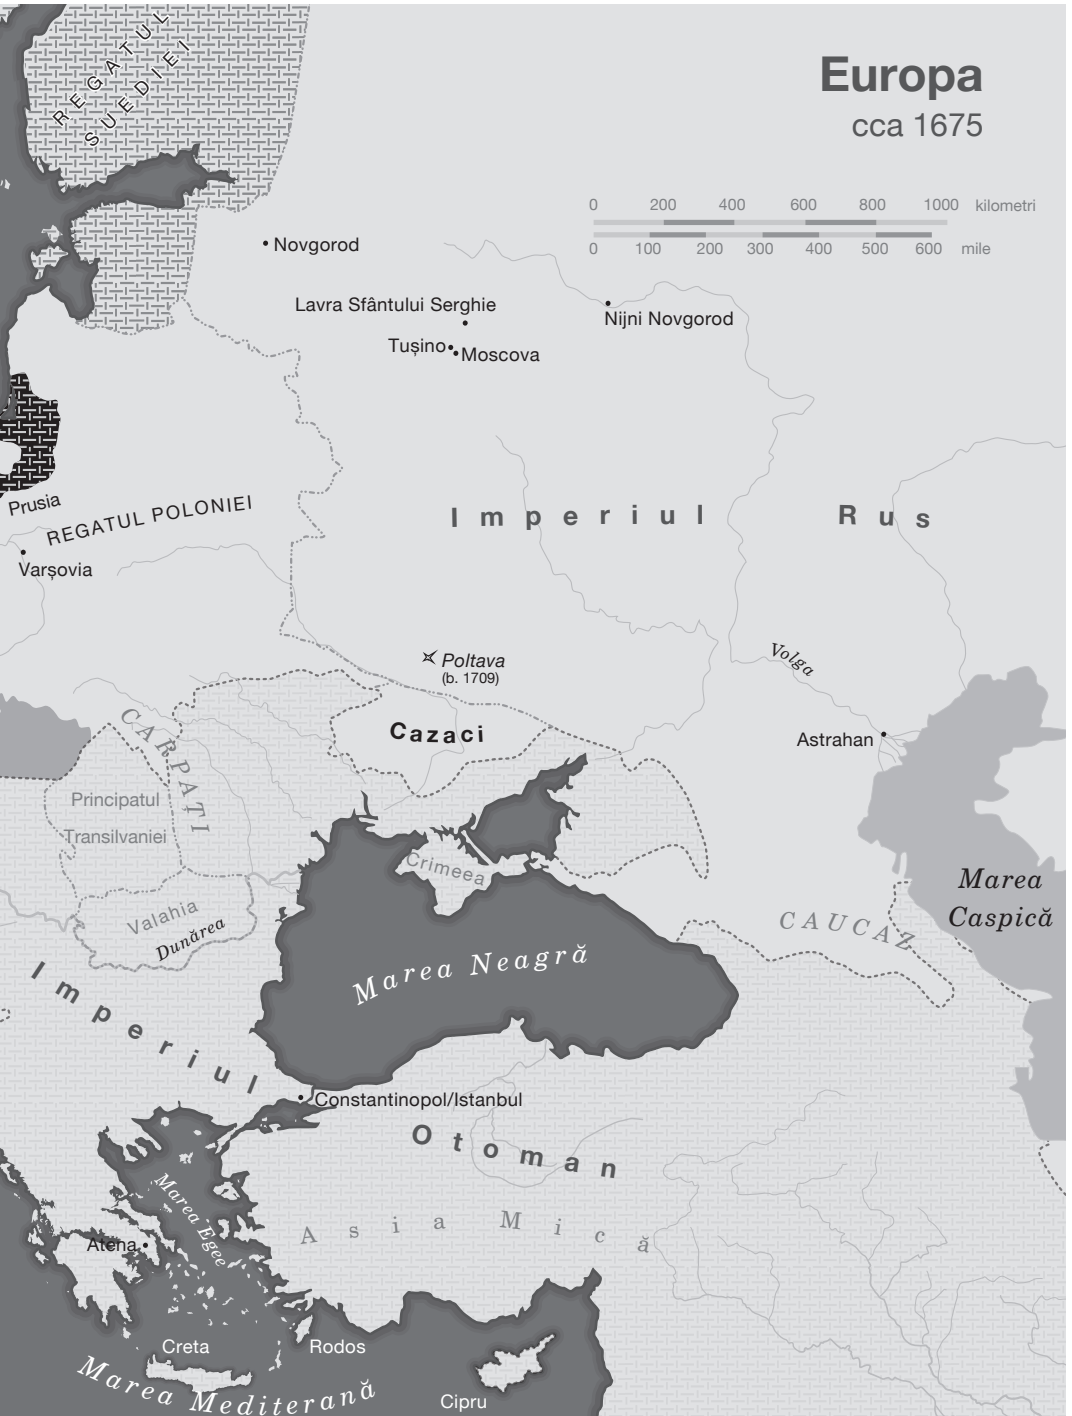 REGATUL
SUEDIEI
Europa
cca 1675
0 200 400 600 800 1000 kilometri
0 100 200 300 400 500 600 mile
Novgorod
Lavra Sfântului Serghie
Nijni Novgorod
Tușino
Moscova
Prusia
REGATUL POLONIEI
Imperiul Rus
Varșovia
Poltava
(b. 1709)
Volga
Cazaci
Astrahan
CARPAȚI
Principatul
Transilvaniei
Crimeea
Marea
Caspică
Valahia
Dunărea
CAUCAZ
Marea Neagră
Imperiul
Otoman
Constantinopol/Istanbul
Marea Egee
Asia Mică
Atena
Creta
Rodos
Marea Mediterană
Cipru